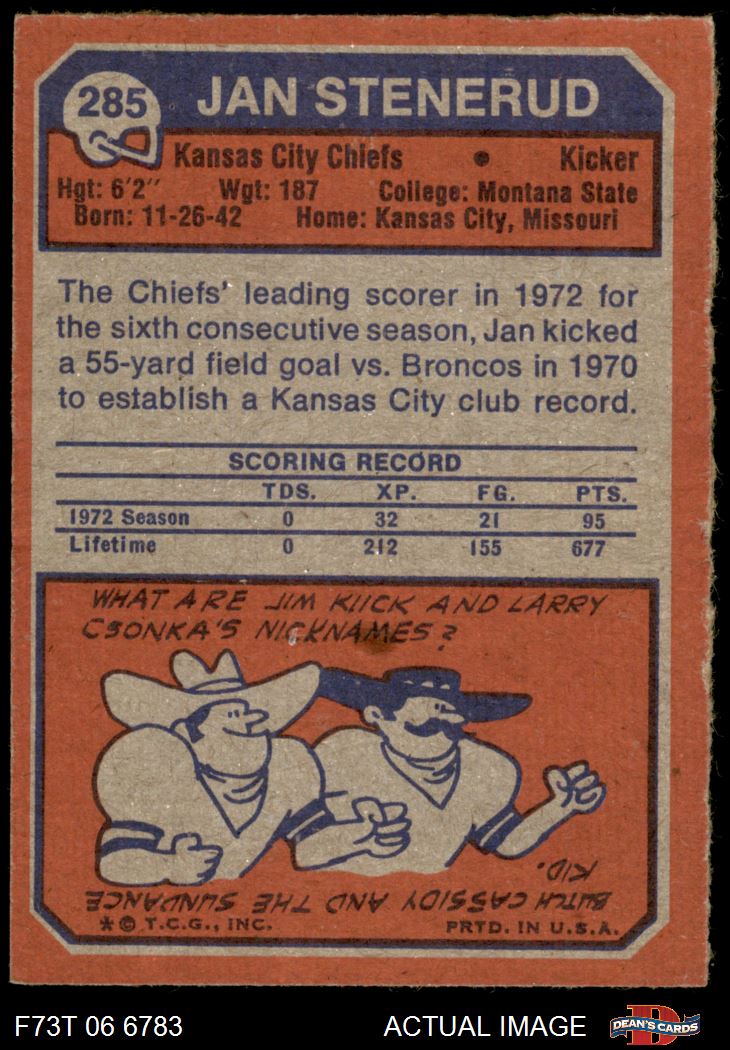 285
JAN STENERUD
Kansas City Chiefs • Kicker
Hgt: 6'2" Wgt: 187 College: Montana State
Born: 11-26-42 Home: Kansas City, Missouri
The Chiefs' leading scorer in 1972 for
the sixth consecutive season, Jan kicked
a 55-yard field goal vs. Broncos in 1970
to establish a Kansas City club record.
SCORING RECORD
TDS. XP. FG. PTS.
1972 Season 0 32 21 95
Lifetime 0 212 155 677
WHAT ARE JIM KIICK AND LARRY
CSONKA'S NICKNAMES?
BUTCH CASSIDY AND THE SUNDANCE
KID.
* © T.C.G., INC. PRTD. IN U.S.A.
F73T 06 6783 ACTUAL IMAGE DEAN'S CARDS